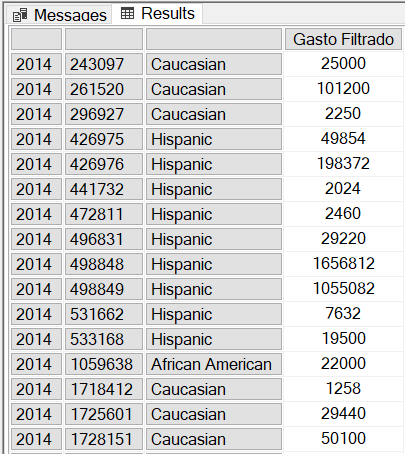 Messages Results
Gasto Filtrado
2014 243097 Caucasian 25000
2014 261520 Caucasian 101200
2014 296927 Caucasian 2250
2014 426975 Hispanic 49854
2014 426976 Hispanic 198372
2014 441732 Hispanic 2024
2014 472811 Hispanic 2460
2014 496831 Hispanic 29220
2014 498848 Hispanic 1656812
2014 498849 Hispanic 1055082
2014 531662 Hispanic 7632
2014 533168 Hispanic 19500
2014 1059638 African American 22000
2014 1718412 Caucasian 1258
2014 1725601 Caucasian 29440
2014 1728151 Caucasian 50100